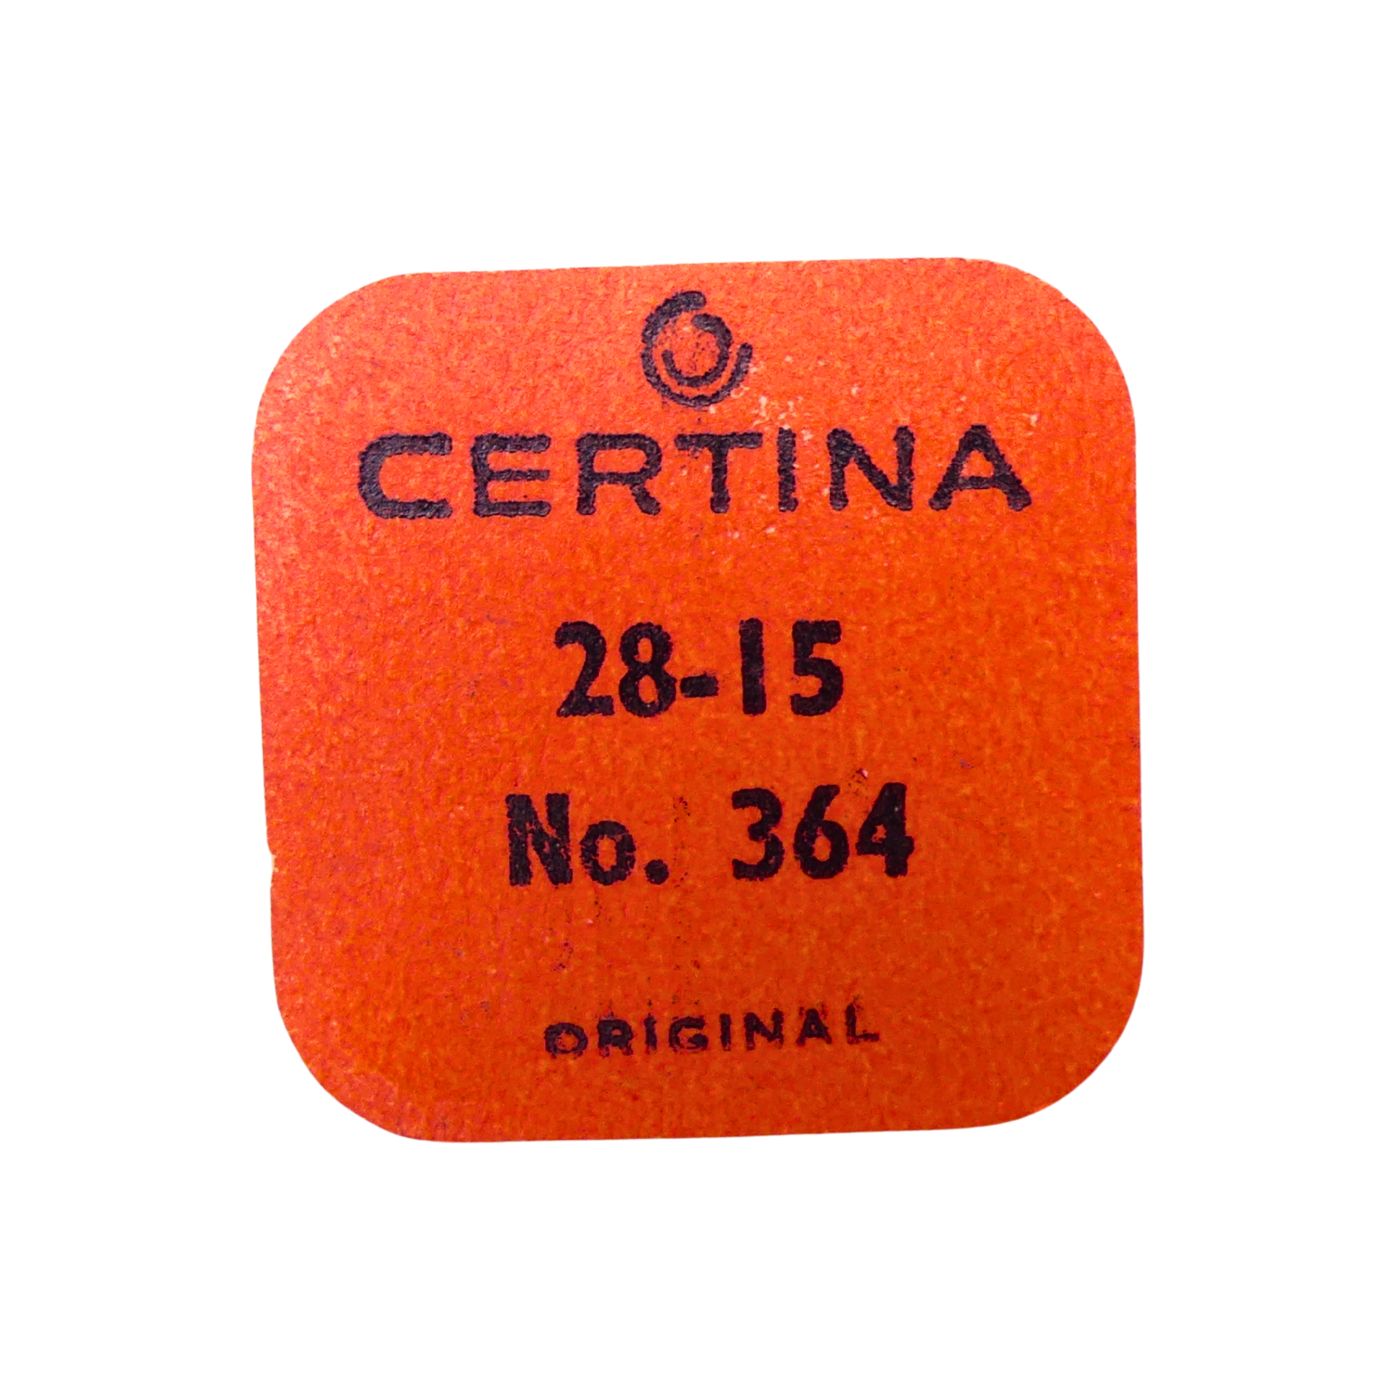 CERTINA
28-15
No. 364
ORIGINAL